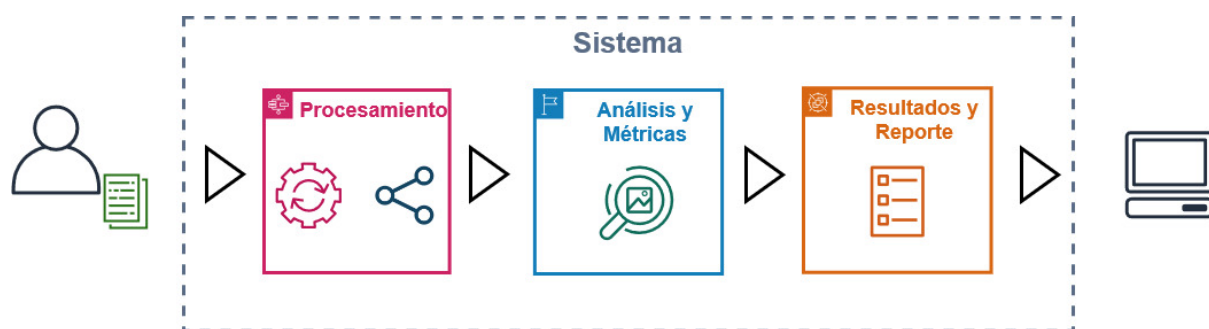 Sistema
Procesamiento
Análisis y
Métricas
Resultados y
Reporte